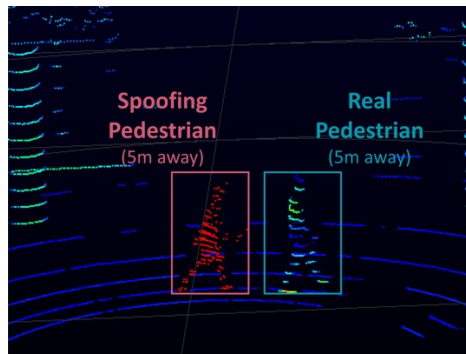 Spoofing
Pedestrian
(5m away)
Real
Pedestrian
(5m away)